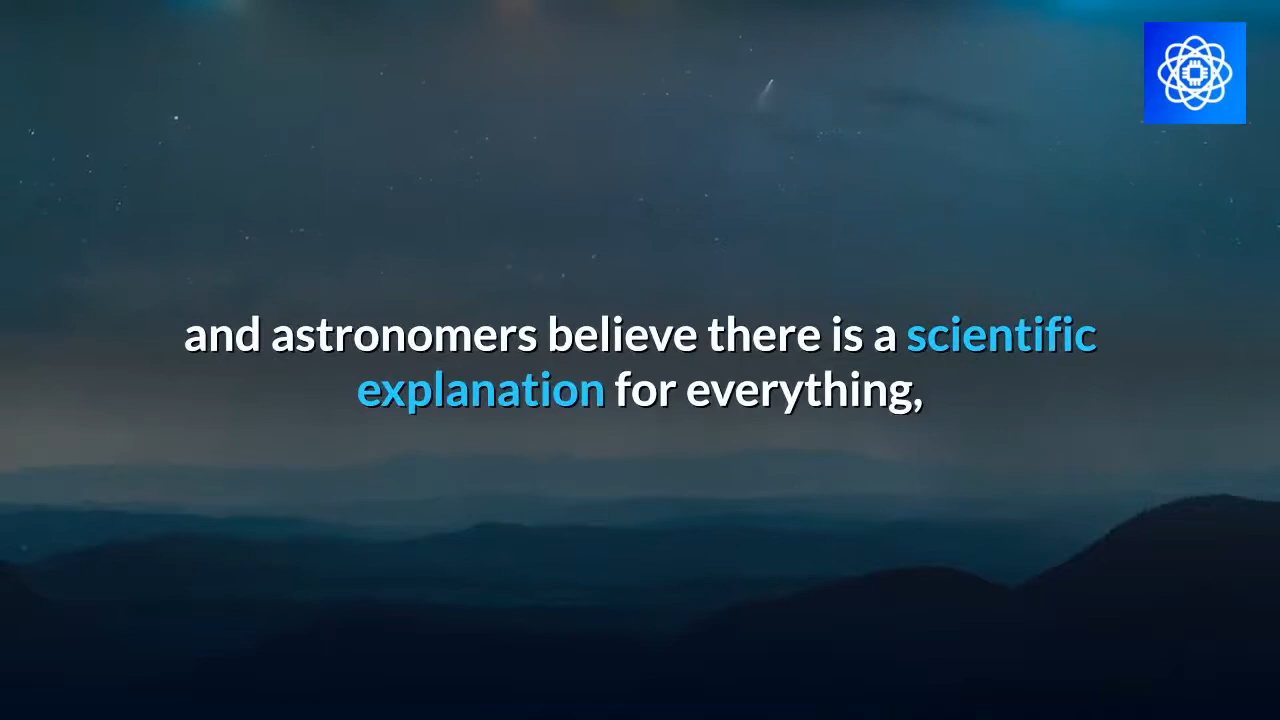 and astronomers believe there is a scientific
explanation for everything,